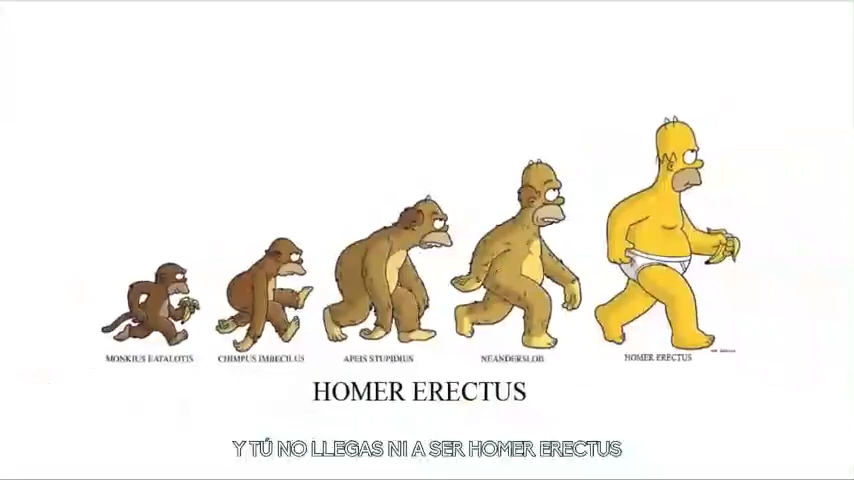 MONKIUS EATALOTIS CHIMPUS IMBECILUS APEIS STUPIDIUS NEANDERSLOB HOMER ERECTUS
HOMER ERECTUS
Y TÚ NO LLEGAS NI A SER HOMER ERECTUS